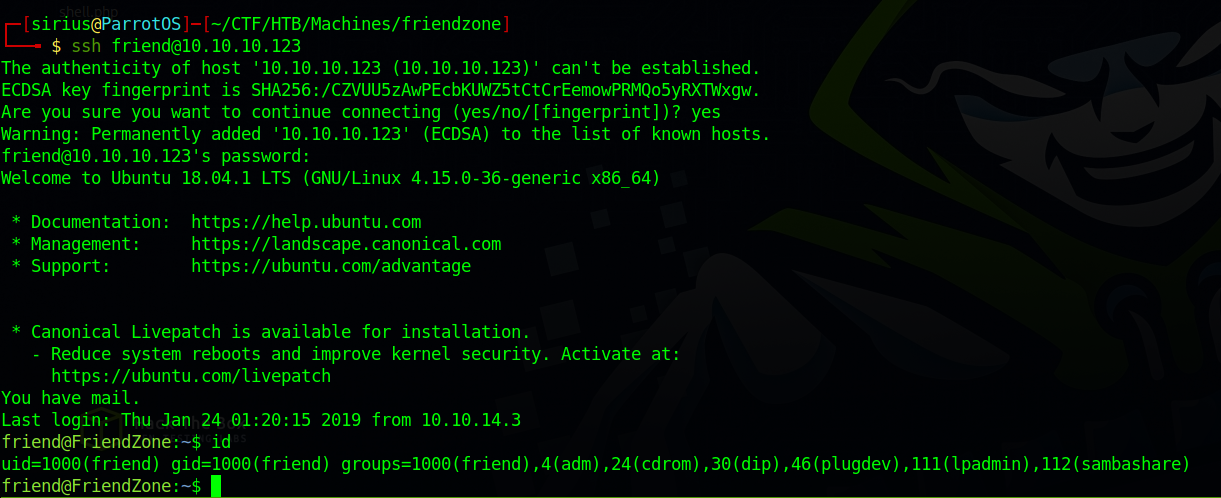 shell.php
┌─[sirius@ParrotOS]─[~/CTF/HTB/Machines/friendzone]
└──╼ $ ssh friend@10.10.10.123
The authenticity of host '10.10.10.123 (10.10.10.123)' can't be established.
ECDSA key fingerprint is SHA256:/CZVUU5zAwPEcbKUWZ5tCtCrEemowPRMQo5yRXTWxgw.
Are you sure you want to continue connecting (yes/no/[fingerprint])? yes
Warning: Permanently added '10.10.10.123' (ECDSA) to the list of known hosts.
friend@10.10.10.123's password:
Welcome to Ubuntu 18.04.1 LTS (GNU/Linux 4.15.0-36-generic x86_64)
 * Documentation:  https://help.ubuntu.com
 * Management:     https://landscape.canonical.com
 * Support:        https://ubuntu.com/advantage
 * Canonical Livepatch is available for installation.
   - Reduce system reboots and improve kernel security. Activate at:
     https://ubuntu.com/livepatch
You have mail.
Last login: Thu Jan 24 01:20:15 2019 from 10.10.14.3
friend@FriendZone:~$ id
uid=1000(friend) gid=1000(friend) groups=1000(friend),4(adm),24(cdrom),30(dip),46(plugdev),111(lpadmin),112(sambashare)
friend@FriendZone:~$